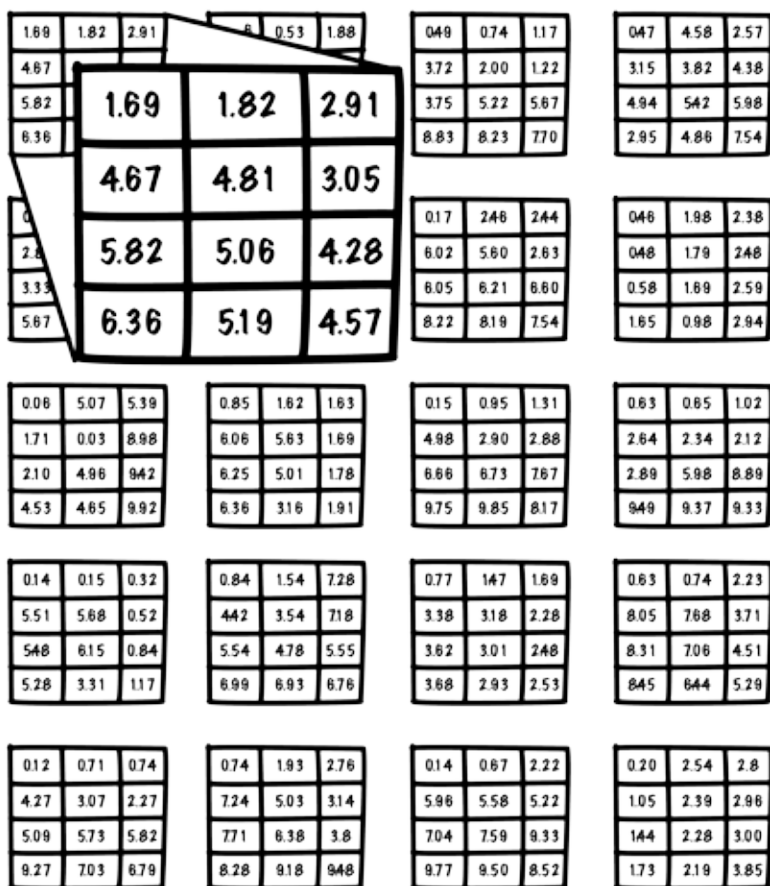 1.69 1.82 2.91 0.53 1.88 0.49 0.74 1.17 0.47 4.58 2.57
4.67 3.72 2.00 1.22 3.15 3.82 4.38
5.82 3.75 5.22 5.67 4.94 5.42 5.98
6.36 8.83 8.23 7.70 2.95 4.86 7.54
1.69 1.82 2.91
4.67 4.81 3.05
5.82 5.06 4.28
6.36 5.19 4.57
0.17 2.46 2.44 0.46 1.98 2.38
6.02 5.60 2.63 0.48 1.79 2.48
3.33 6.05 6.21 6.60 0.58 1.69 2.59
5.67 8.22 8.19 7.54 1.65 0.98 2.94
0.06 5.07 5.39 0.85 1.62 1.63 0.15 0.95 1.31 0.63 0.65 1.02
1.71 0.03 8.98 6.06 5.63 1.69 4.98 2.90 2.88 2.64 2.34 2.12
2.10 4.96 9.42 6.25 5.01 1.78 6.66 6.73 7.67 2.89 5.98 8.89
4.53 4.65 9.92 6.36 3.16 1.91 9.75 9.85 8.17 9.49 9.37 9.33
0.14 0.15 0.32 0.84 1.54 7.28 0.77 1.47 1.69 0.63 0.74 2.23
5.51 5.68 0.52 4.42 3.54 7.18 3.38 3.18 2.28 8.05 7.68 3.71
5.48 6.15 0.84 5.54 4.78 5.55 3.62 3.01 2.48 8.31 7.06 4.51
5.28 3.31 1.17 6.99 6.93 6.76 3.68 2.93 2.53 8.45 6.44 5.29
0.12 0.71 0.74 0.74 1.93 2.76 0.14 0.67 2.22 0.20 2.54 2.8
4.27 3.07 2.27 7.24 5.03 3.14 5.96 5.58 5.22 1.05 2.39 2.96
5.09 5.73 5.82 7.71 6.38 3.8 7.04 7.59 9.33 1.44 2.28 3.00
9.27 7.03 6.79 8.28 9.18 9.48 9.77 9.50 8.52 1.73 2.19 3.85